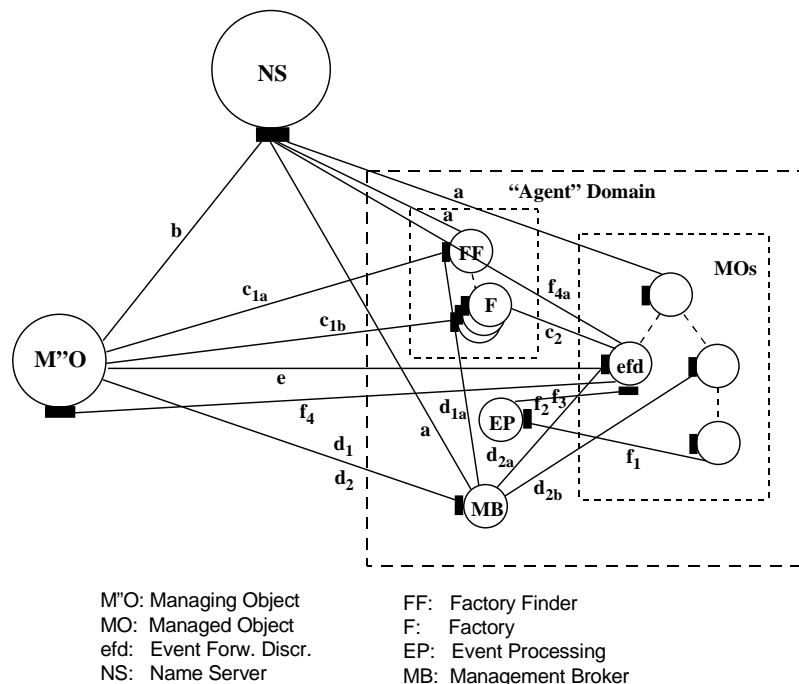 NS
"Agent" Domain
a
a
b
FF
MOs
f4a
c1a
F
c1b
c2
M"O
efd
e
d1a
f2 f3
f4
EP
a
d1
d2a
f1
d2
d2b
MB
M"O: Managing Object
MO: Managed Object
efd: Event Forw. Discr.
NS: Name Server
FF: Factory Finder
F: Factory
EP: Event Processing
MB: Management Broker